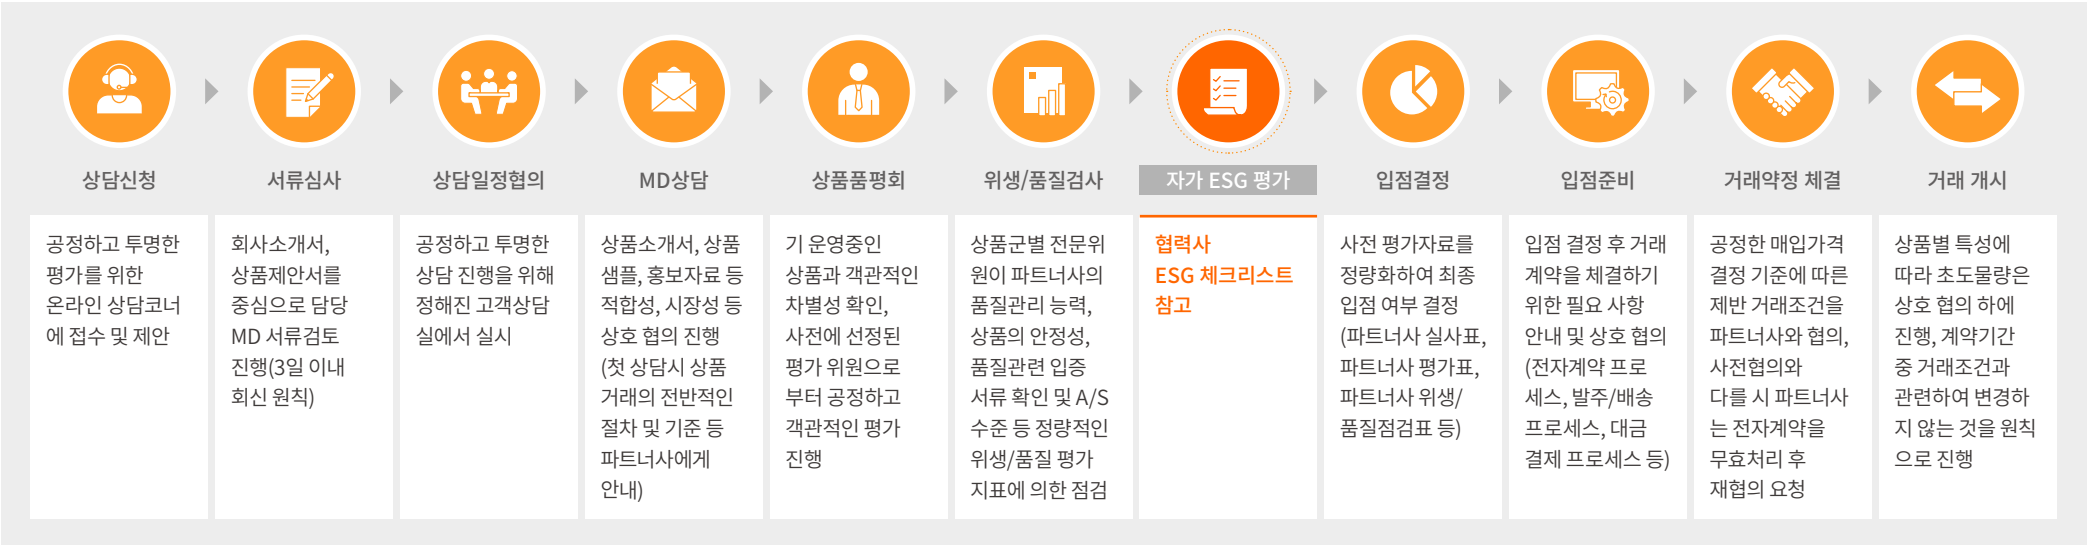 상담신청
서류심사
상담일정협의
MD상담
상품품평회
위생/품질검사
자가 ESG 평가
입점결정
입점준비
거래약정 체결
거래 개시
공정하고 투명한
평가를 위한
온라인 상담코너
에 접수 및 제안
회사소개서,
상품제안서를
중심으로 담당
MD 서류검토
진행(3일 이내
회신 원칙)
공정하고 투명한
상담 진행을 위해
정해진 고객상담
실에서 실시
상품소개서, 상품
샘플, 홍보자료 등
적합성, 시장성 등
상호 협의 진행
(첫 상담시 상품
거래의 전반적인
절차 및 기준 등
파트너사에게
안내)
기 운영중인
상품과 객관적인
차별성 확인,
사전에 선정된
평가 위원으로
부터 공정하고
객관적인 평가
진행
상품군별 전문위
원이 파트너사의
품질관리 능력,
상품의 안정성,
품질관련 입증
서류 확인 및 A/S
수준 등 정량적인
위생/품질 평가
지표에 의한 점검
협력사
ESG 체크리스트
참고
사전 평가자료를
정량화하여 최종
입점 여부 결정
(파트너사 실사표,
파트너사 평가표,
파트너사 위생/
품질점검표 등)
입점 결정 후 거래
계약을 체결하기
위한 필요 사항
안내 및 상호 협의
(전자계약 프로
세스, 발주/배송
프로세스, 대금
결제 프로세스 등)
공정한 매입가격
결정 기준에 따른
제반 거래조건을
파트너사와 협의,
사전협의와
다를 시 파트너사
는 전자계약을
무효처리 후
재협의 요청
상품별 특성에
따라 초도물량은
상호 협의 하에
진행, 계약기간
중 거래조건과
관련하여 변경하
지 않는 것을 원칙
으로 진행